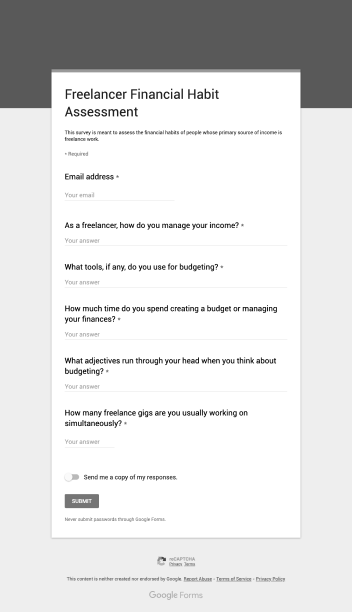 Freelancer Financial Habit
Assessment
This survey is meant to assess the financial habits of people whose primary source of income is
freelance work.
* Required
Email address *
Your email
As a freelancer, how do you manage your income? *
Your answer
What tools, if any, do you use for budgeting? *
Your answer
How much time do you spend creating a budget or managing
your finances? *
Your answer
What adjectives run through your head when you think about
budgeting? *
Your answer
How many freelance gigs are you usually working on
simultaneously? *
Your answer
Send me a copy of my responses.
SUBMIT
Never submit passwords through Google Forms.
reCAPTCHA
Privacy Terms
This content is neither created nor endorsed by Google. Report Abuse - Terms of Service - Privacy Policy
Google Forms